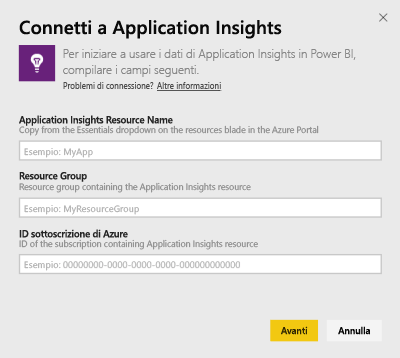 Connetti a Application Insights
Per iniziare a usare i dati di Application Insights in Power BI,
compilare i campi seguenti.
Problemi di connessione? Altre informazioni
Application Insights Resource Name
Copy from the Essentials dropdown on the resources blade in the Azure Portal
Esempio: MyApp
Resource Group
Resource group containing the Application Insights resource
Esempio: MyResourceGroup
ID sottoscrizione di Azure
ID of the subscription containing Application Insights resource
Esempio: 00000000-0000-0000-0000-000000000000
Avanti
Annulla